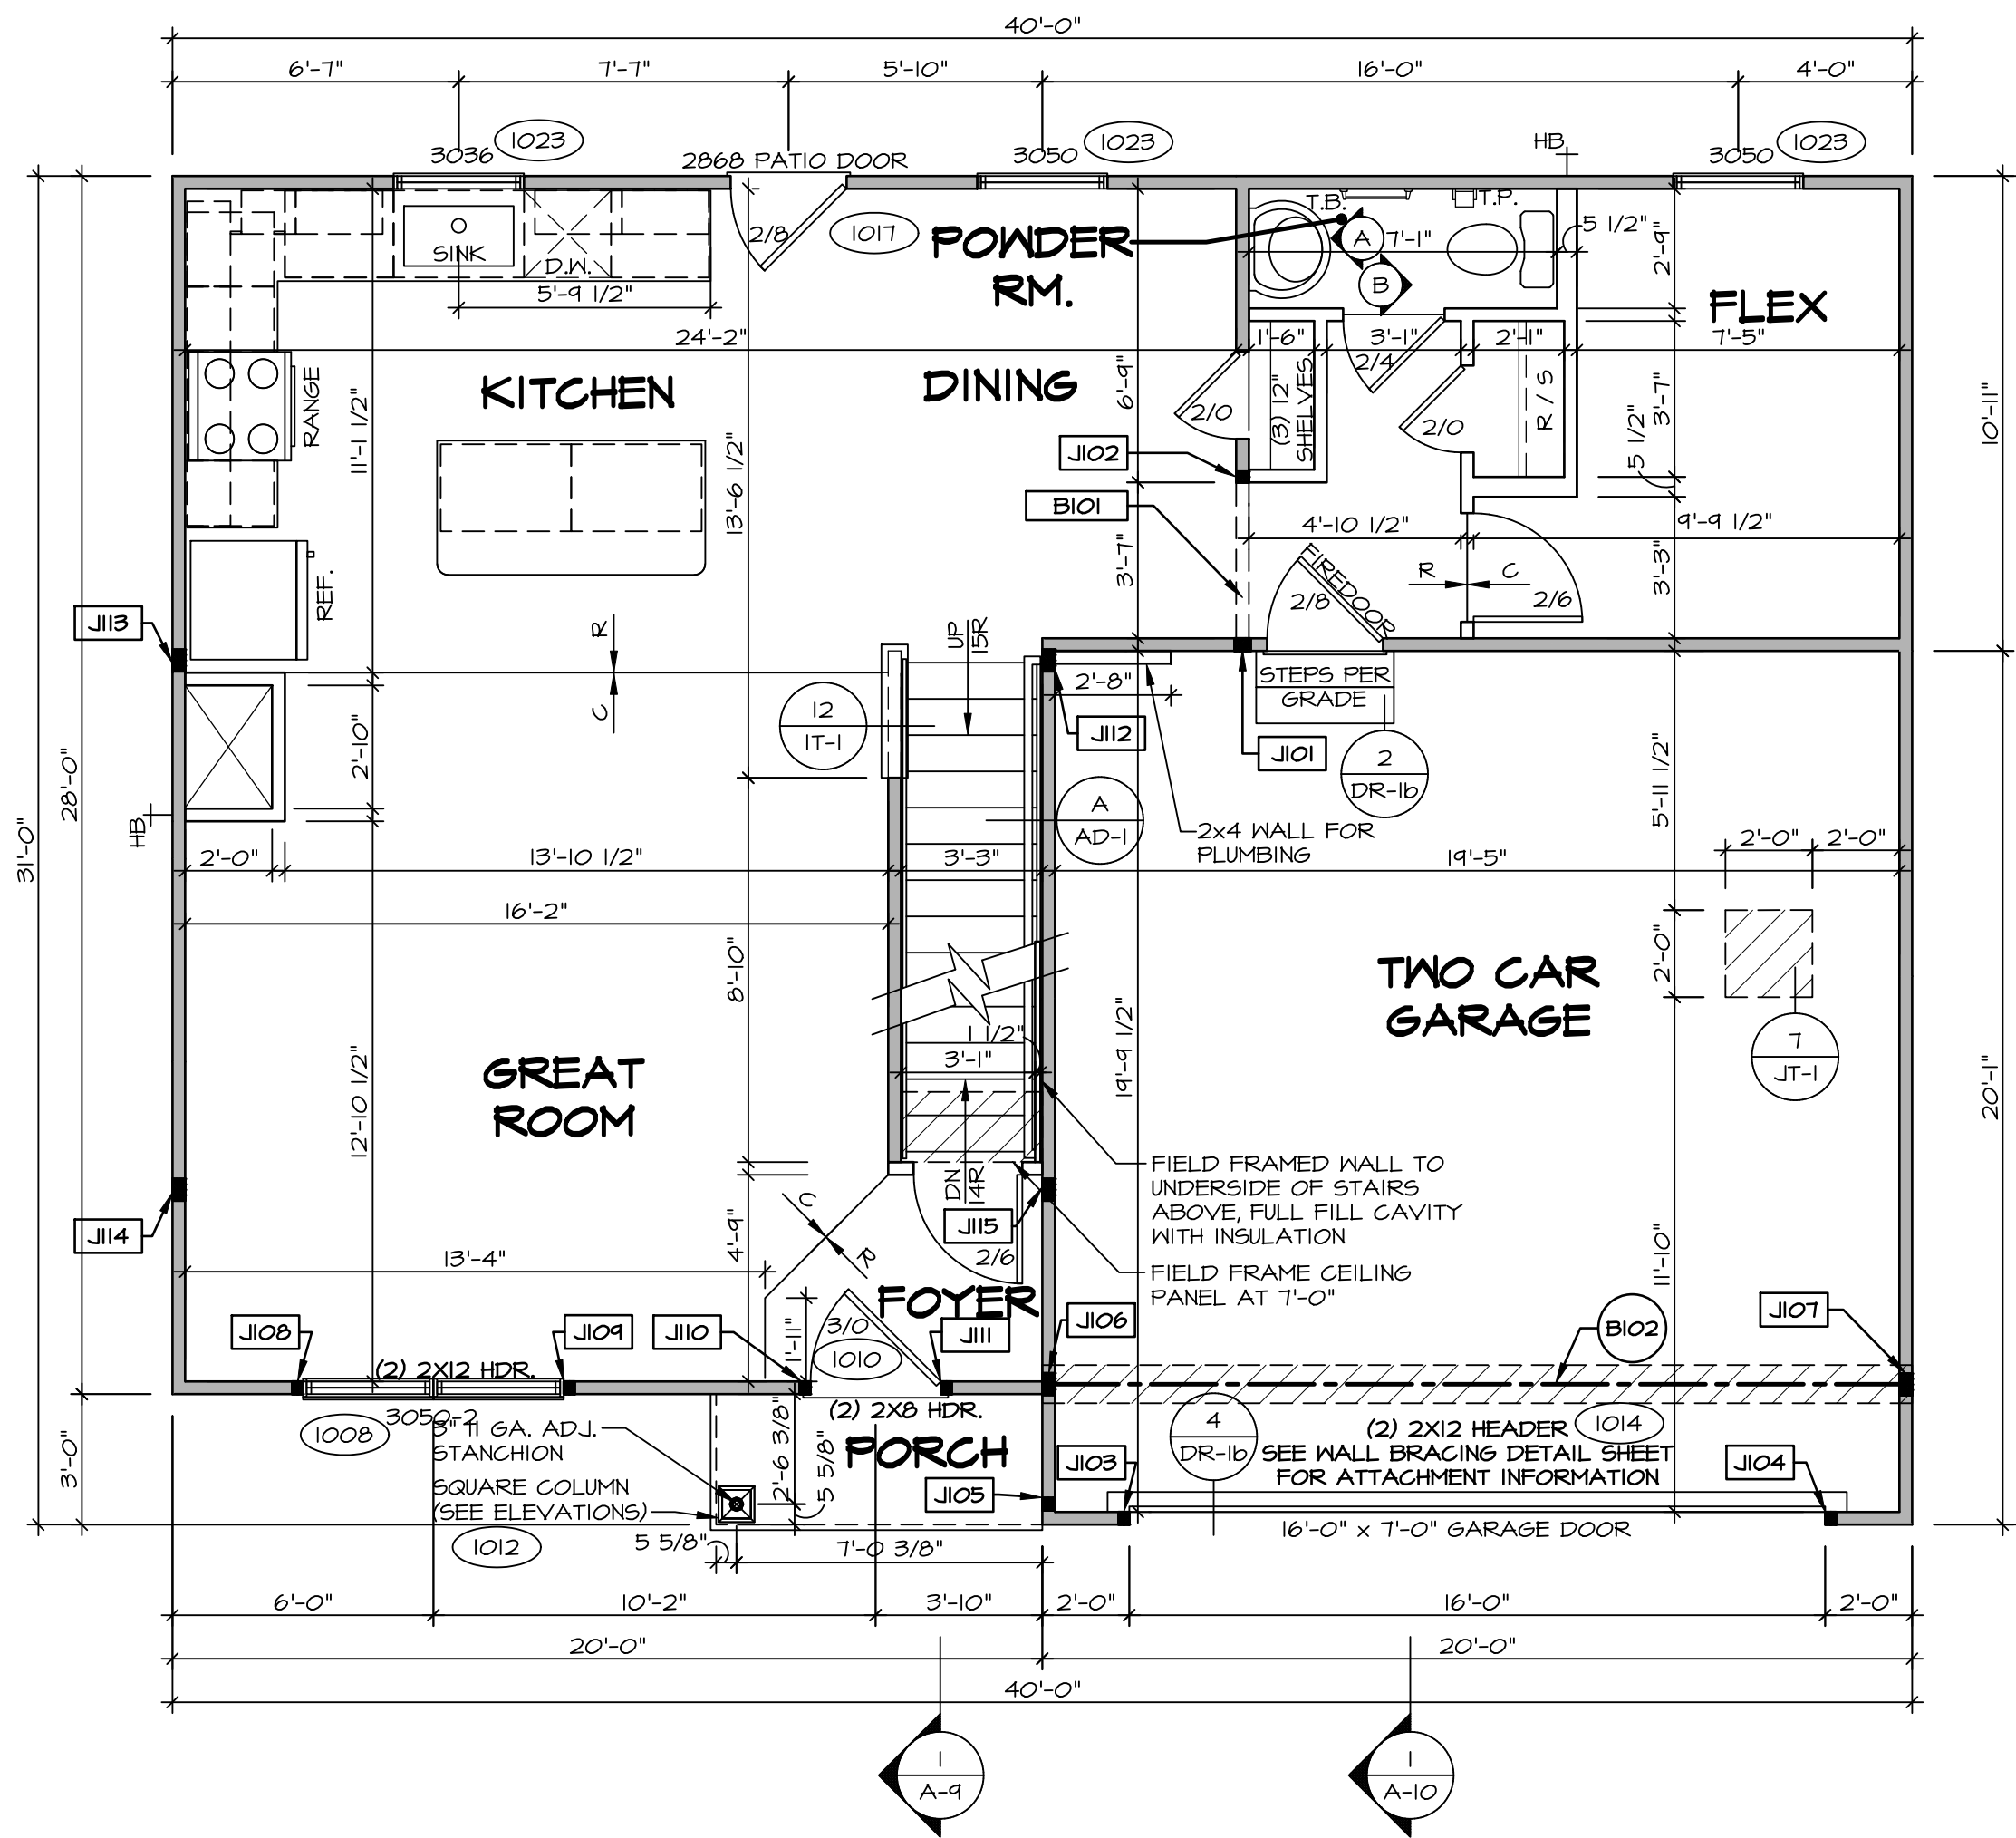 40'-0"
6'-7"
7'-7"
5'-10"
16'-0"
4'-0"
3036
1023
2868 PATIO DOOR
3050
1023
HB
3050
1023
SINK
D.W.
5'-9 1/2"
2/8
1017
POWDER
RM.
T.B.
T.P.
A
7'-1"
B
5 1/2"
2'-9"
FLEX
24'-2"
1'-6"
3'-1"
2'-1"
7'-5"
RANGE
KITCHEN
DINING
11'-1 1/2"
13'-6 1/2"
6'-9"
2/0
(3) 12"
SHELVES
2/4
2/0
R / S
5 1/2"
3'-7"
10'-11"
J102
B101
3'-7"
4'-10 1/2"
9'-9 1/2"
3'-3"
REF.
FIREDOOR
2/8
R
C
2/6
J113
R
C
UP
15R
12
1T-1
2'-8"
STEPS PER
GRADE
J112
J101
2
DR-1b
2'-10"
28'-0"
31'-0"
HB
A
AD-1
2x4 WALL FOR
PLUMBING
5'-11 1/2"
2'-0"
2'-0"
2'-0"
13'-10 1/2"
3'-3"
19'-5"
16'-2"
8'-10"
2'-0"
TWO CAR
GARAGE
7
JT-1
19'-9 1/2"
1 1/2"
3'-1"
GREAT
ROOM
12'-10 1/2"
20'-1"
FIELD FRAMED WALL TO
UNDERSIDE OF STAIRS
ABOVE, FULL FILL CAVITY
WITH INSULATION
FIELD FRAME CEILING
PANEL AT 7'-0"
DN
14R
C
R
J114
J115
4'-9"
2/6
11'-10"
13'-4"
FOYER
J108
J109
J110
3/0
1010
1'-11"
J111
J106
B102
J107
(2) 2X12 HDR.
3050-2
1008
3" 11 GA. ADJ.
STANCHION
SQUARE COLUMN
(SEE ELEVATIONS)
1012
(2) 2X8 HDR.
PORCH
2'-6 3/8"
5 5/8"
3'-0"
J105
J103
4
DR-1b
(2) 2X12 HEADER
1014
SEE WALL BRACING DETAIL SHEET
FOR ATTACHMENT INFORMATION
J104
16'-0" x 7'-0" GARAGE DOOR
5 5/8"
7'-0 3/8"
6'-0"
10'-2"
3'-10"
2'-0"
16'-0"
2'-0"
20'-0"
20'-0"
40'-0"
1
A-9
1
A-10